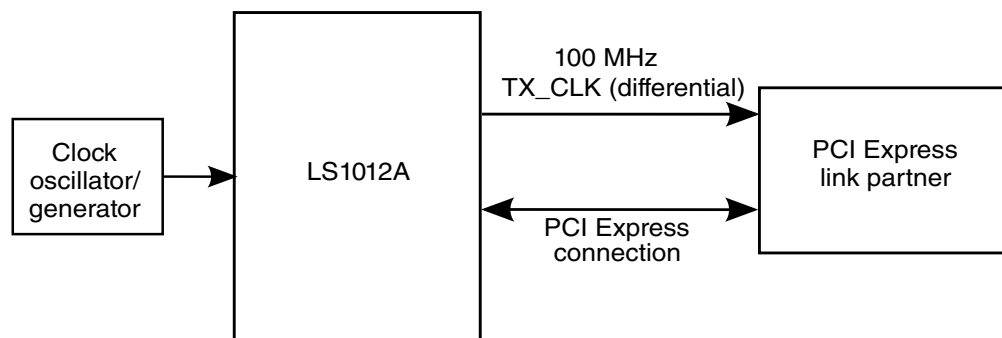 Clock
oscillator/
generator
LS1012A
100 MHz
TX_CLK (differential)
PCI Express
connection
PCI Express
link partner